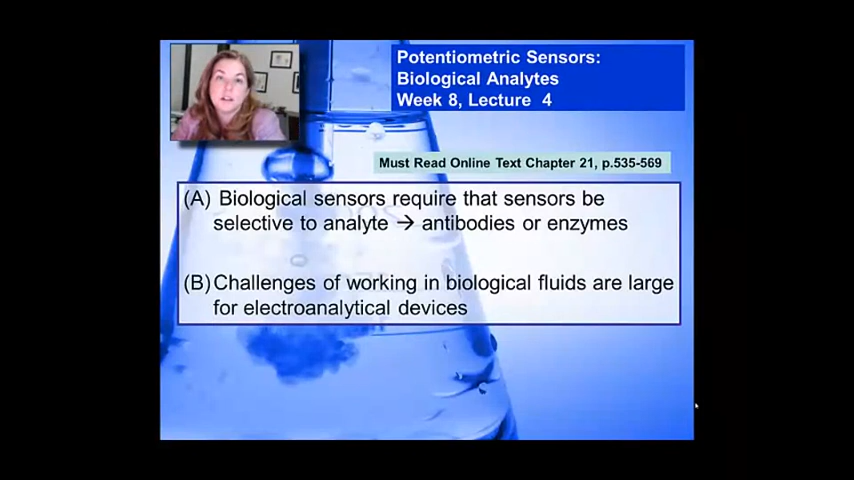 Potentiometric Sensors:
Biological Analytes
Week 8, Lecture 4
Must Read Online Text Chapter 21, p.535-569
(A) Biological sensors require that sensors be
selective to analyte → antibodies or enzymes
(B) Challenges of working in biological fluids are large
for electroanalytical devices